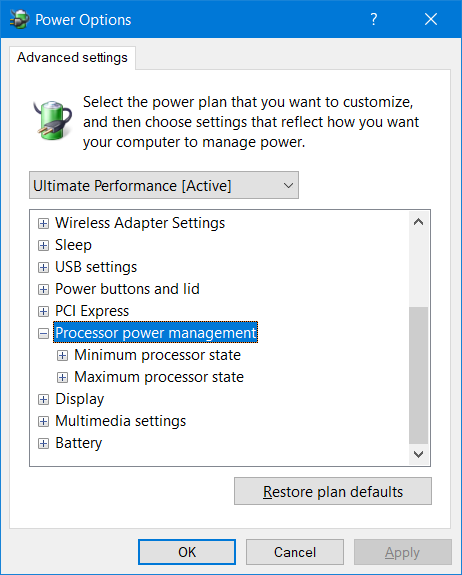 Power Options
?
Advanced settings
Select the power plan that you want to customize,
and then choose settings that reflect how you want
your computer to manage power.
Ultimate Performance [Active]
Wireless Adapter Settings
Sleep
USB settings
Power buttons and lid
PCI Express
Processor power management
Minimum processor state
Maximum processor state
Display
Multimedia settings
Battery
Restore plan defaults
OK
Cancel
Apply